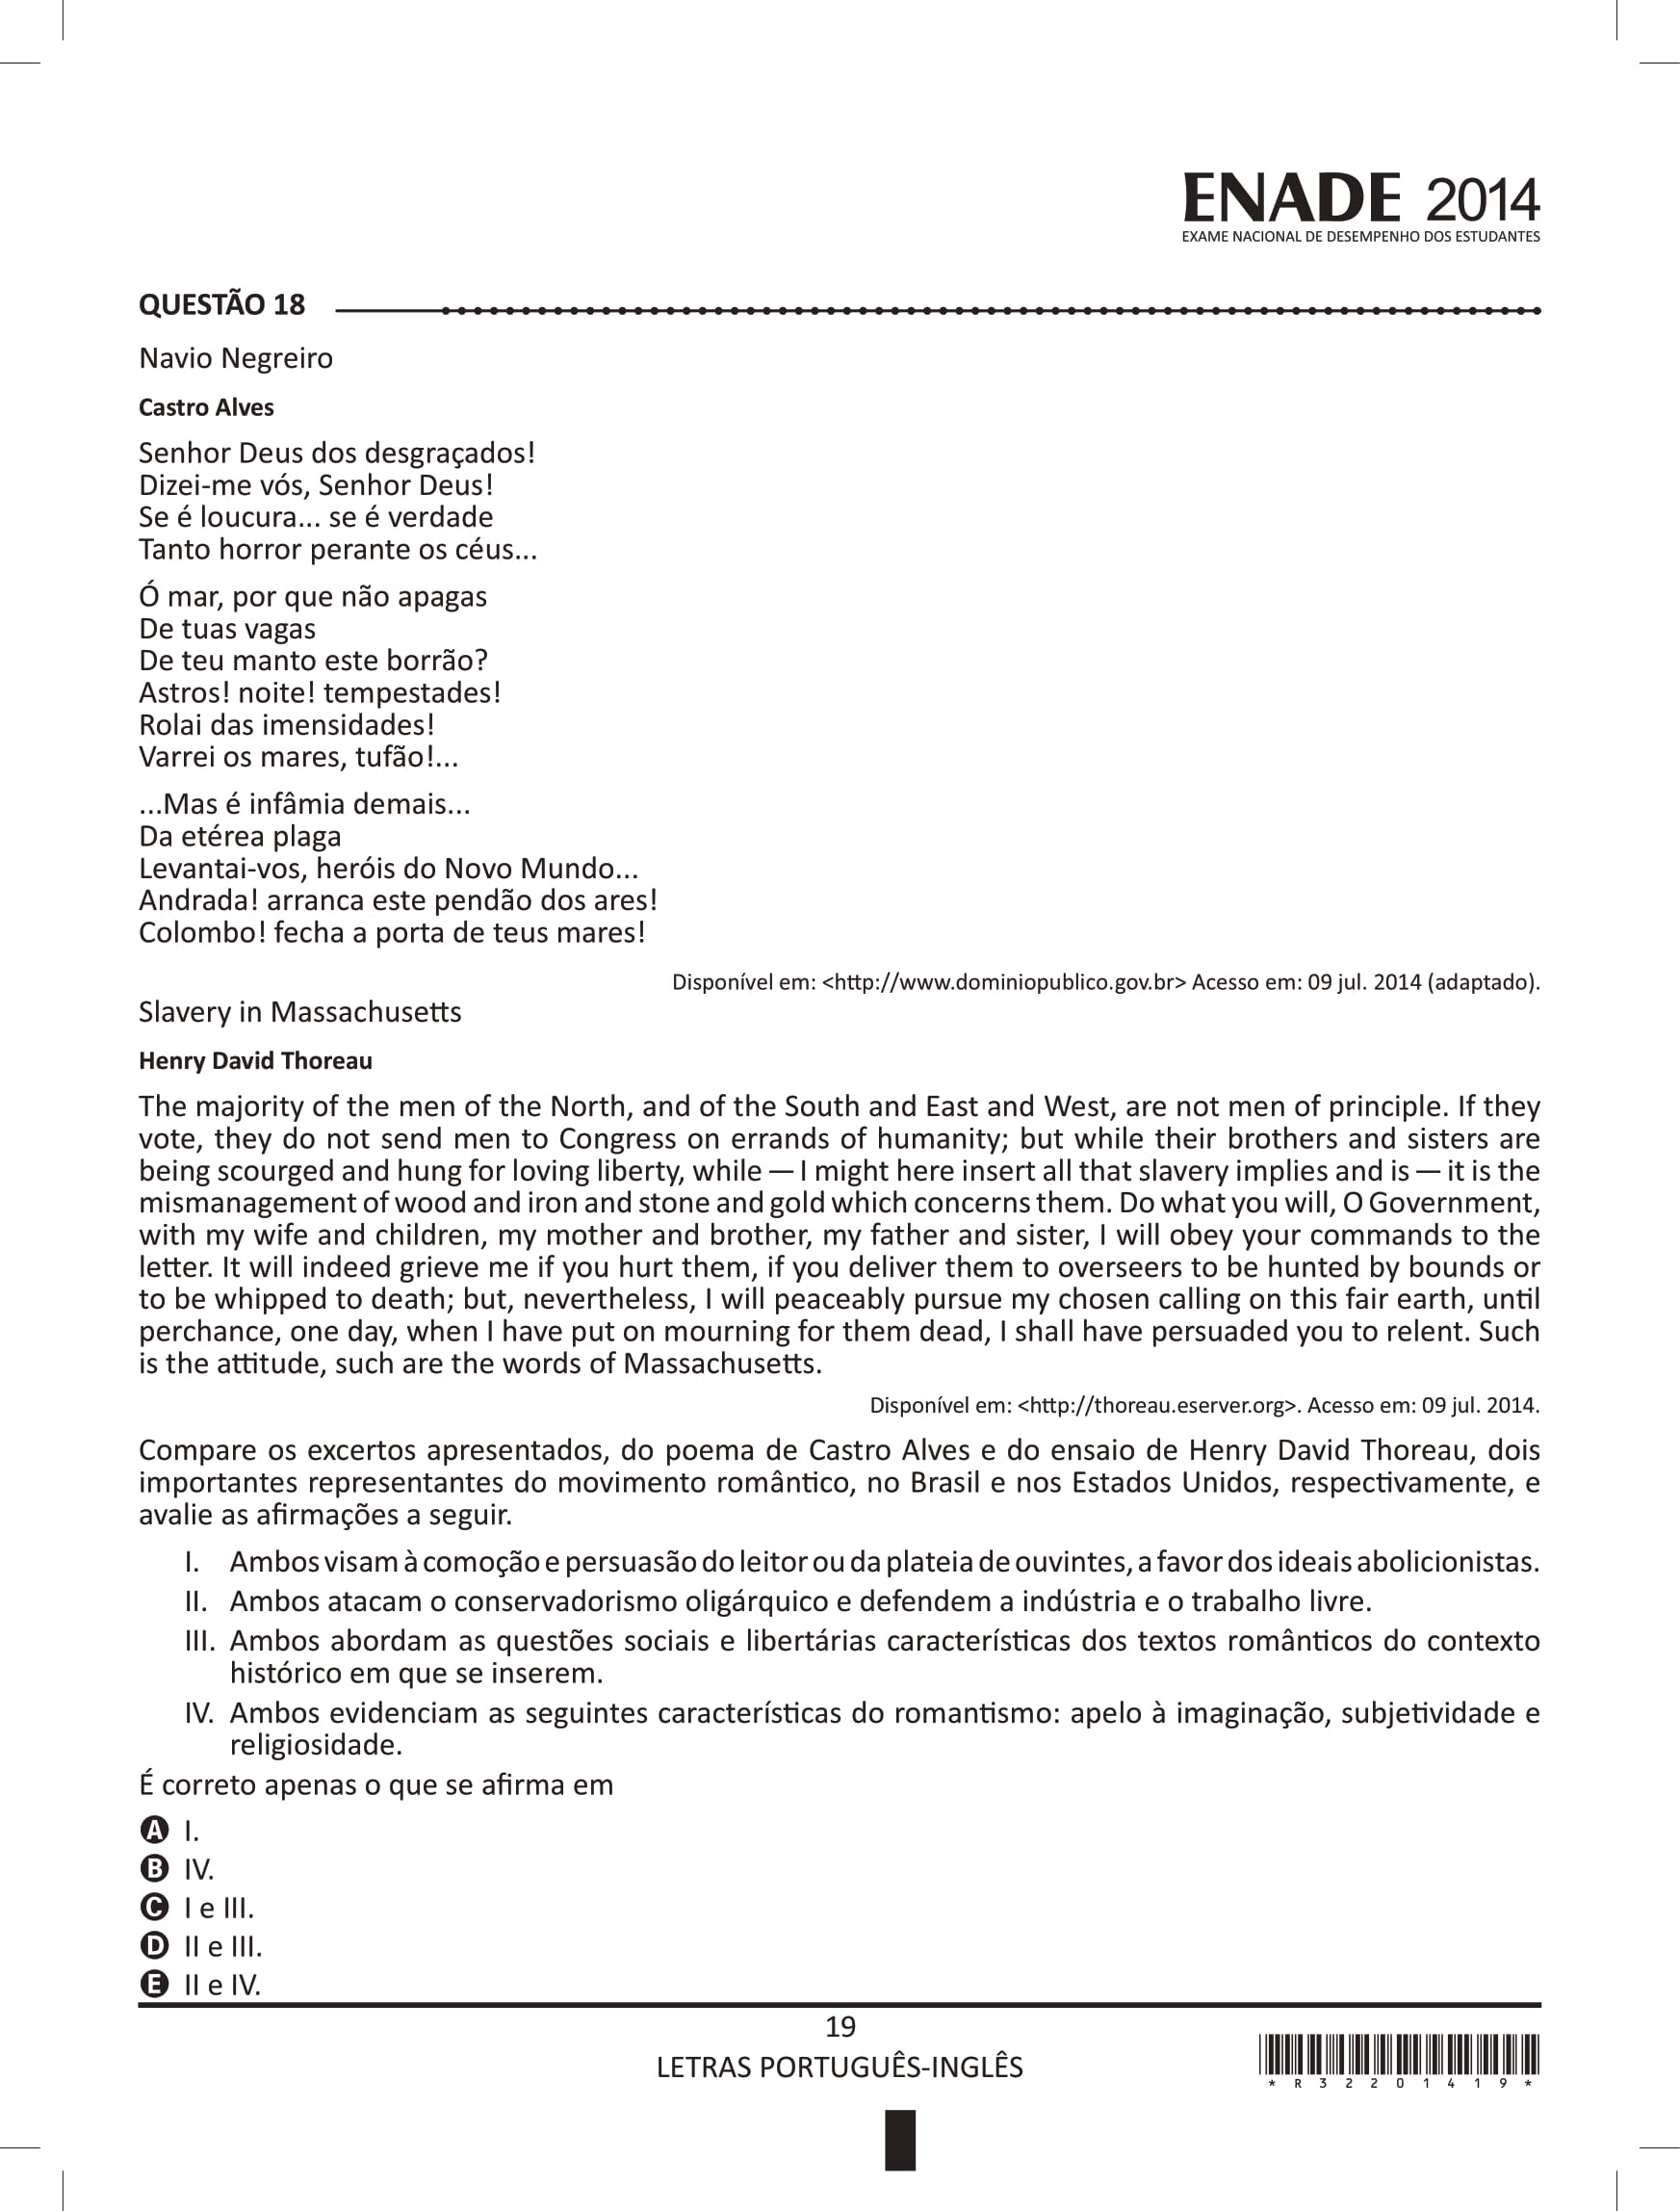 ENADE 2014
EXAME NACIONAL DE DESEMPENHO DOS ESTUDANTES
QUESTÃO 18
Navio Negreiro
Castro Alves
Senhor Deus dos desgraçados!
Dizei-me vós, Senhor Deus!
Se é loucura... se é verdade
Tanto horror perante os céus...
Ó mar, por que não apagas
De tuas vagas
De teu manto este borrão?
Astros! noite! tempestades!
Rolai das imensidades!
Varrei os mares, tufão!...
...Mas é infâmia demais...
Da etérea plaga
Levantai-vos, heróis do Novo Mundo...
Andrada! arranca este pendão dos ares!
Colombo! fecha a porta de teus mares!
Disponível em: <http://www.dominiopublico.gov.br> Acesso em: 09 jul. 2014 (adaptado).
Slavery in Massachusetts
Henry David Thoreau
The majority of the men of the North, and of the South and East and West, are not men of principle. If they
vote, they do not send men to Congress on errands of humanity; but while their brothers and sisters are
being scourged and hung for loving liberty, while — I might here insert all that slavery implies and is — it is the
mismanagement of wood and iron and stone and gold which concerns them. Do what you will, O Government,
with my wife and children, my mother and brother, my father and sister, I will obey your commands to the
letter. It will indeed grieve me if you hurt them, if you deliver them to overseers to be hunted by bounds or
to be whipped to death; but, nevertheless, I will peaceably pursue my chosen calling on this fair earth, until
perchance, one day, when I have put on mourning for them dead, I shall have persuaded you to relent. Such
is the attitude, such are the words of Massachusetts.
Disponível em: <http://thoreau.eserver.org>. Acesso em: 09 jul. 2014.
Compare os excertos apresentados, do poema de Castro Alves e do ensaio de Henry David Thoreau, dois
importantes representantes do movimento romântico, no Brasil e nos Estados Unidos, respectivamente, e
avalie as afirmações a seguir.
I. Ambos visam à comoção e persuasão do leitor ou da plateia de ouvintes, a favor dos ideais abolicionistas.
II. Ambos atacam o conservadorismo oligárquico e defendem a indústria e o trabalho livre.
III. Ambos abordam as questões sociais e libertárias características dos textos românticos do contexto
histórico em que se inserem.
IV. Ambos evidenciam as seguintes características do romantismo: apelo à imaginação, subjetividade e
religiosidade.
É correto apenas o que se afirma em
A I.
B IV.
C I e III.
D II e III.
E II e IV.
19
LETRAS PORTUGUÊS-INGLÊS
* R 3 2 2 0 1 4 1 9 *